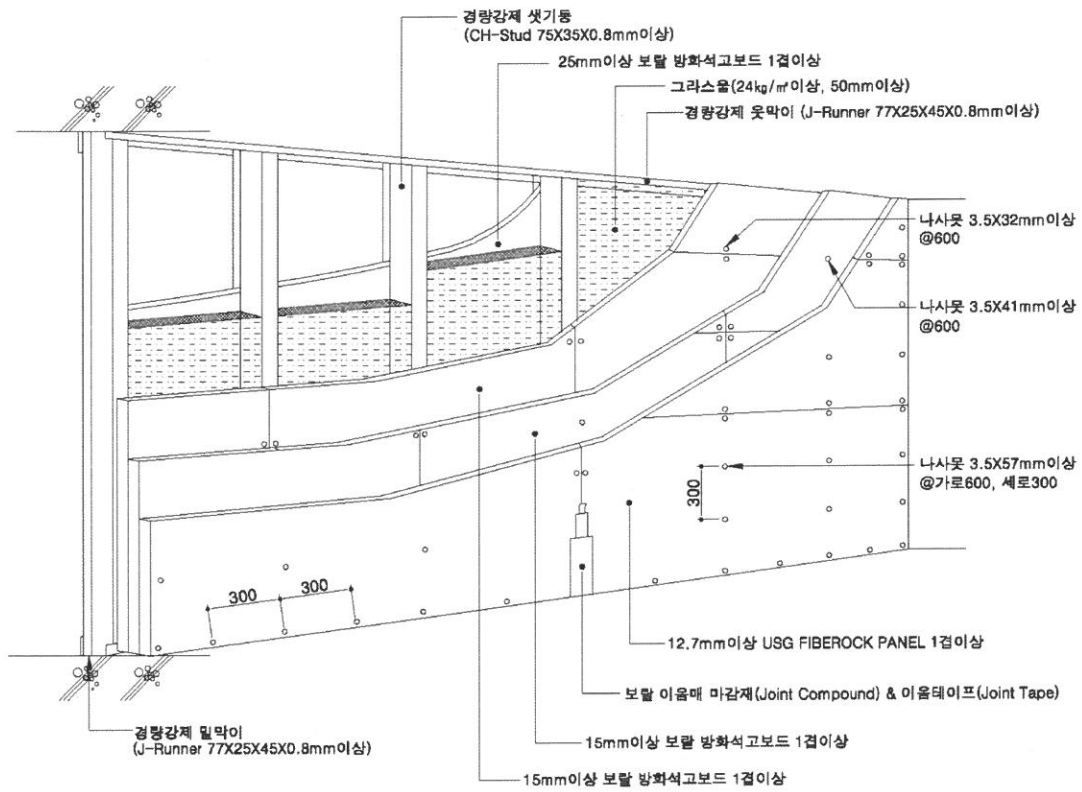 경량강제 샛기둥
(CH-Stud 75X35X0.8mm이상)
25mm이상 보랄 방화석고보드 1겹이상
그라스울(24kg/㎥이상, 50mm이상)
경량강제 윗막이 (J-Runner 77X25X45X0.8mm이상)
나사못 3.5X32mm이상
@600
나사못 3.5X41mm이상
@600
나사못 3.5X57mm이상
@가로600, 세로300
300
300
300
12.7mm이상 USG FIBEROCK PANEL 1겹이상
보랄 이음매 마감재(Joint Compound) & 이음테이프(Joint Tape)
경량강제 밑막이
(J-Runner 77X25X45X0.8mm이상)
15mm이상 보랄 방화석고보드 1겹이상
15mm이상 보랄 방화석고보드 1겹이상